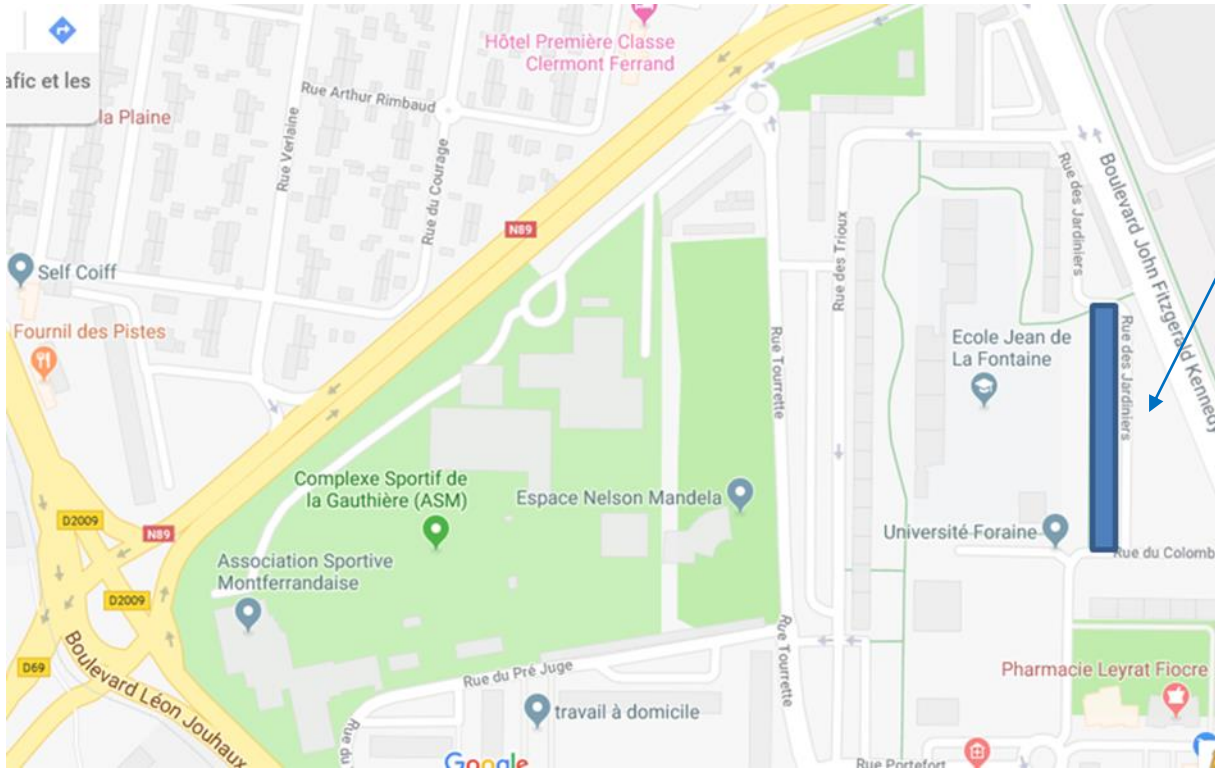 afic et les
la Plaine
Hôtel Première Classe
Clermont Ferrand
Rue Arthur Rimbaud
Rue Verlaine
Rue du Courage
N89
Self Coiff
Fournil des Pistes
Rue des Trioux
Rue des Jardiniers
Boulevard John Fitzgerald Kennedy
Rue Tourrette
Ecole Jean de
La Fontaine
Rue des Jardiniers
Complexe Sportif de
la Gauthière (ASM)
Espace Nelson Mandela
D2009
N89
Université Foraine
Rue du Colomb
Association Sportive
Montferrandaise
D2009
D69
Boulevard Léon Jouhaux
Rue du Pré Juge
Rue Tourrette
Pharmacie Leyrat Fiocre
travail à domicile
Rue du
Google
Rue Portefort